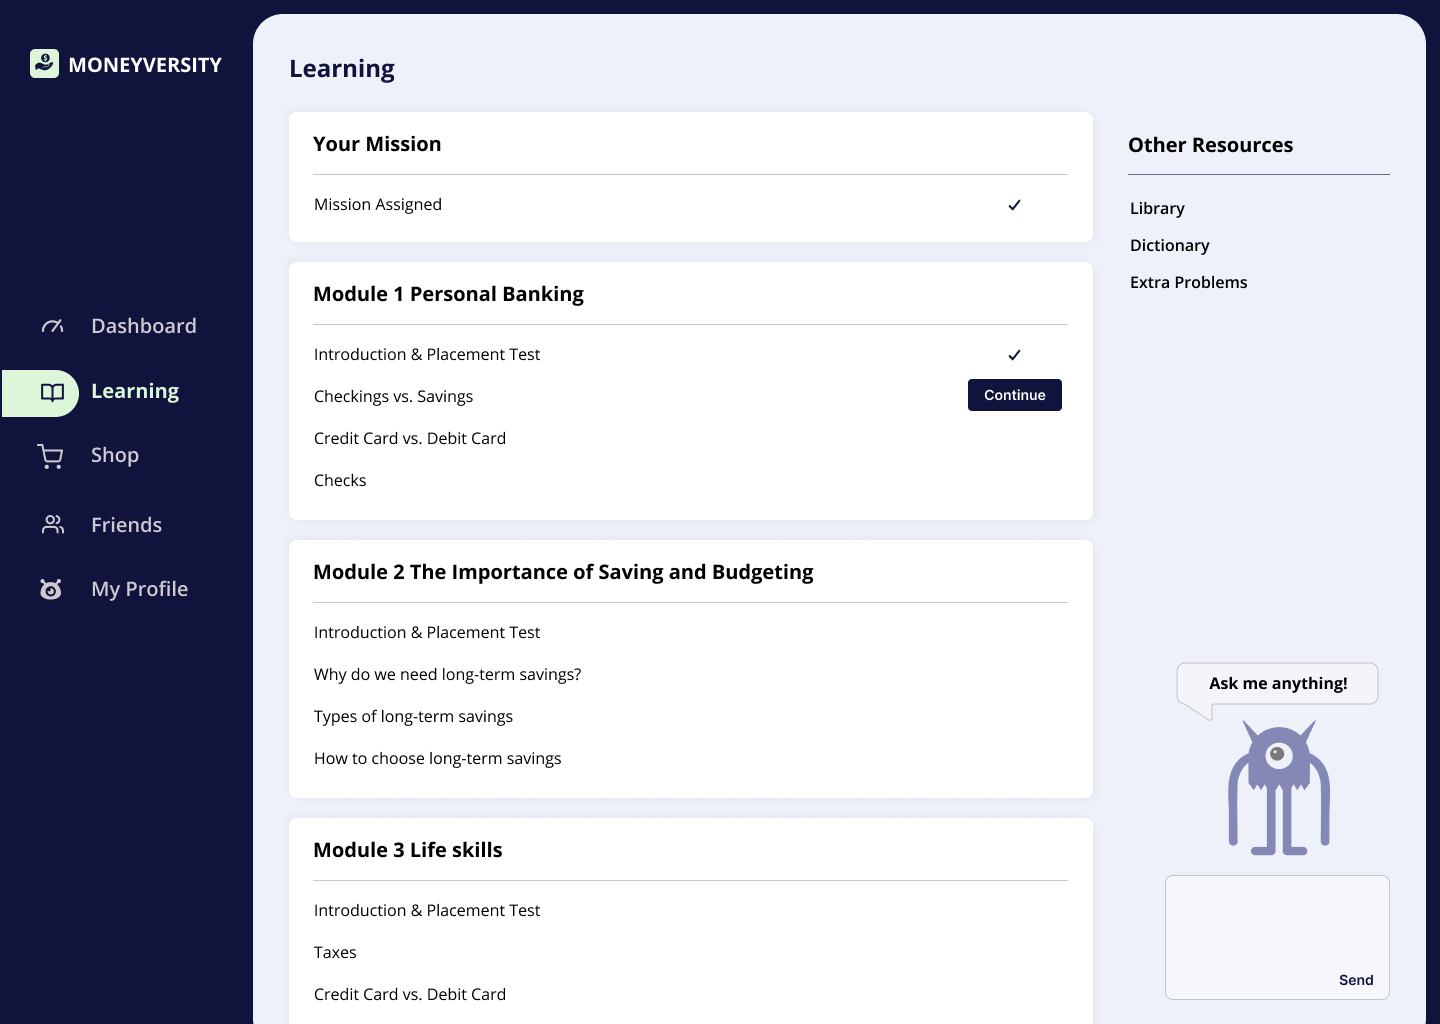 MONEYVERSITY
Dashboard
Learning
Shop
Friends
My Profile
Learning
Your Mission
Mission Assigned
Module 1 Personal Banking
Introduction & Placement Test
Checkings vs. Savings
Continue
Credit Card vs. Debit Card
Checks
Module 2 The Importance of Saving and Budgeting
Introduction & Placement Test
Why do we need long-term savings?
Types of long-term savings
How to choose long-term savings
Module 3 Life skills
Introduction & Placement Test
Taxes
Credit Card vs. Debit Card
Other Resources
Library
Dictionary
Extra Problems
Ask me anything!
Send